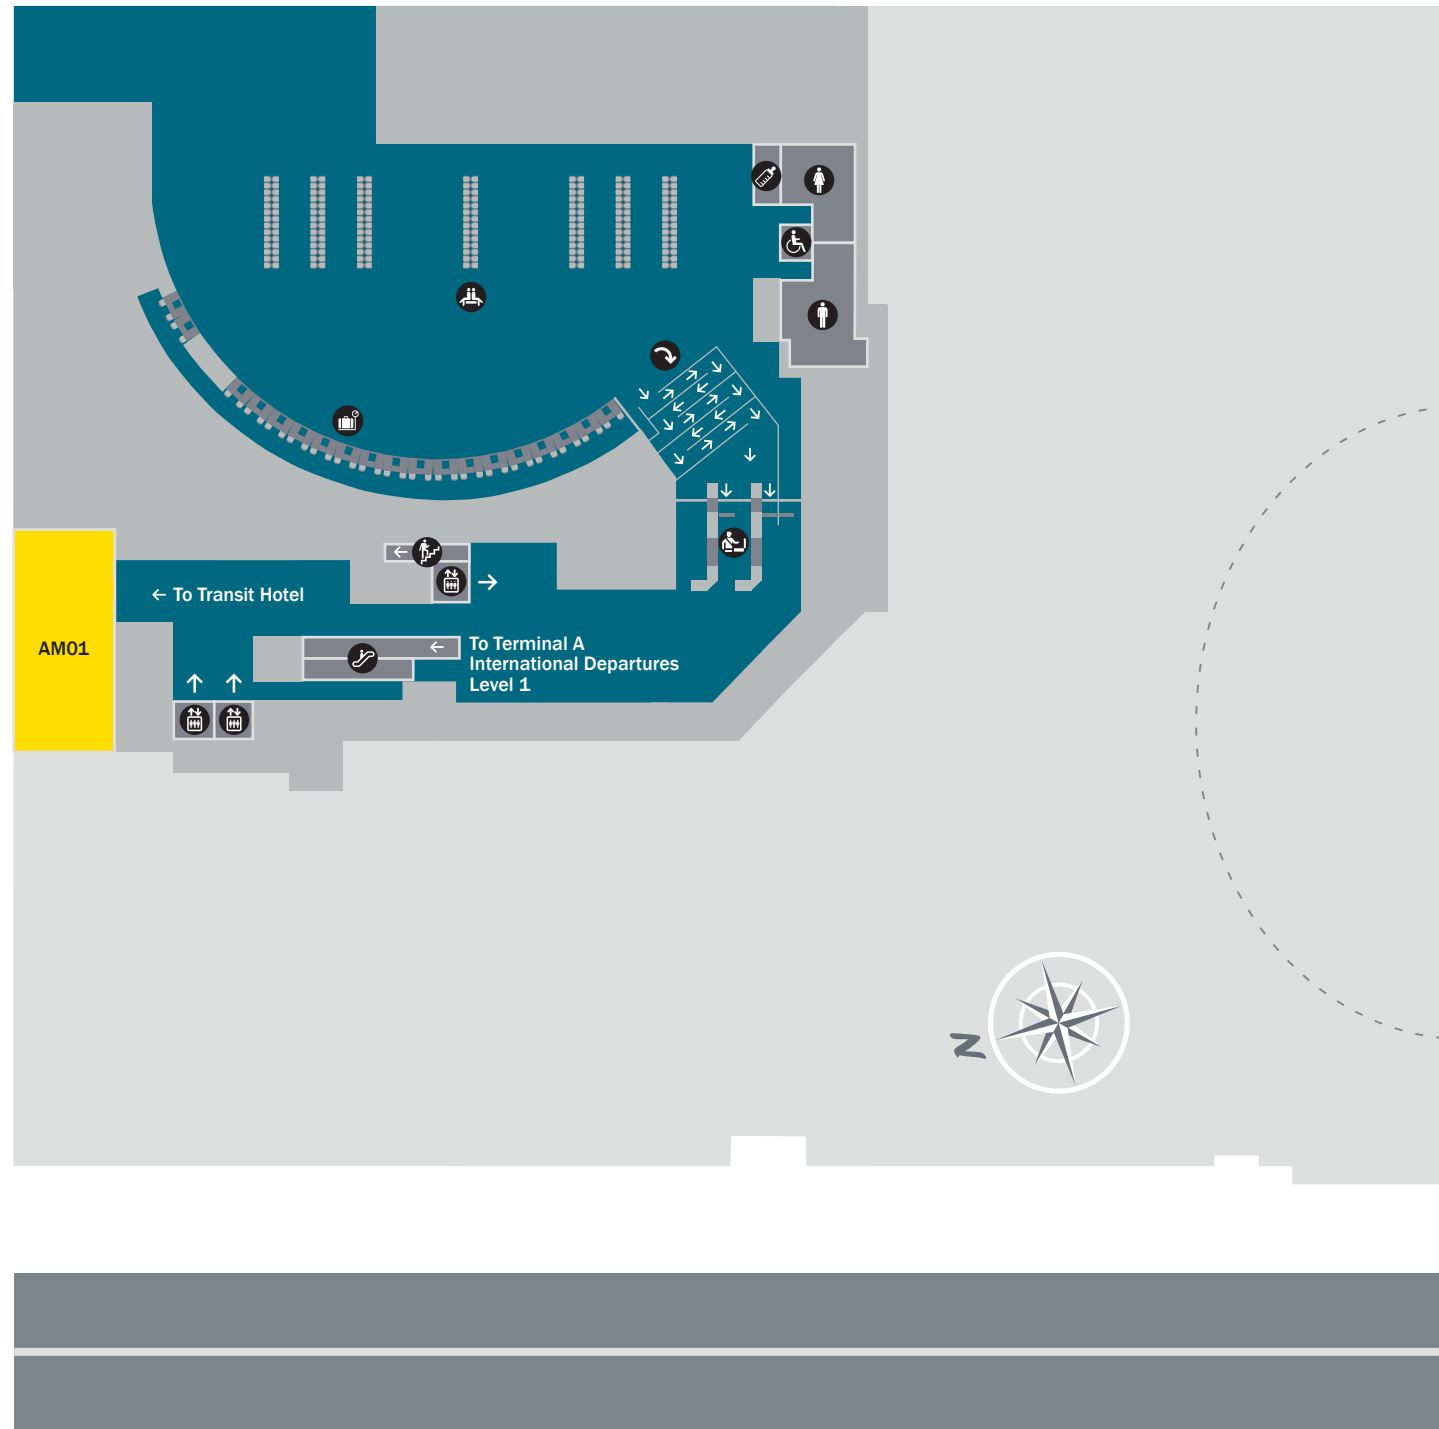 ← To Transit Hotel
AM01
To Terminal A
International Departures
Level 1
N